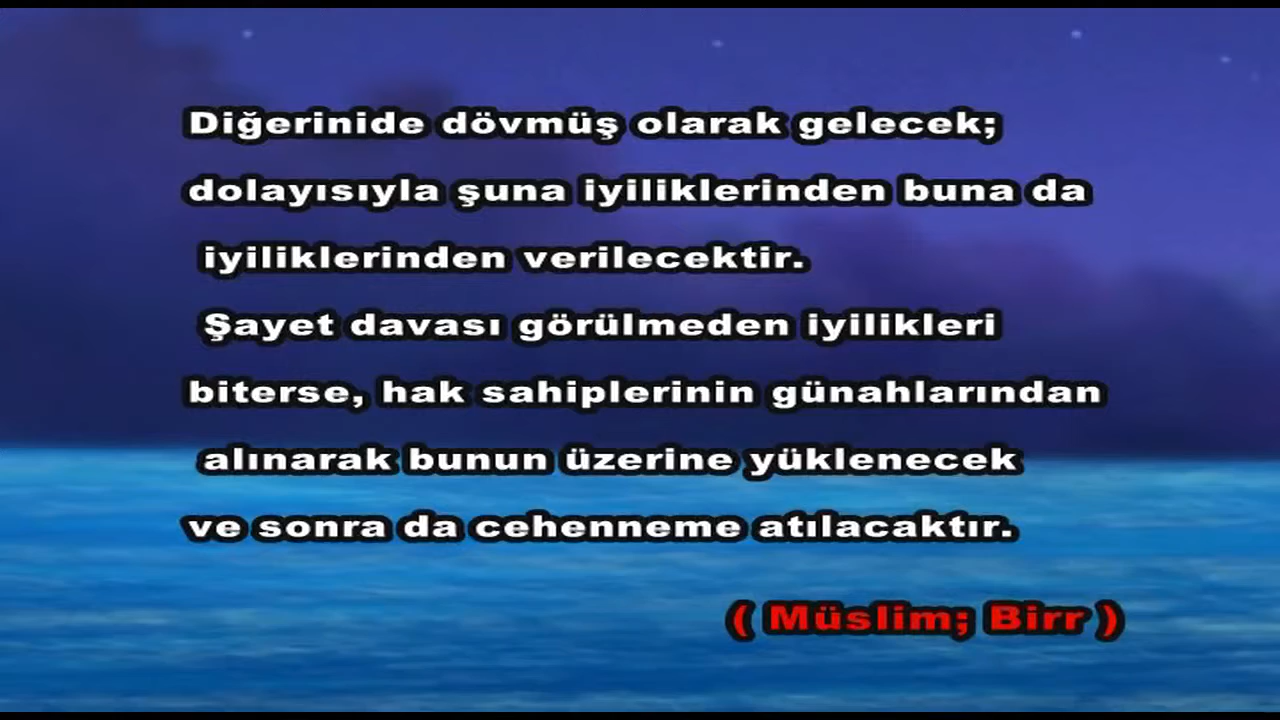 Diğerinide dövmüş olarak gelecek;
dolayısıyla şuna iyiliklerinden buna da
iyiliklerinden verilecektir.
Şayet davası görülmeden iyilikleri
biterse, hak sahiplerinin günahlarından
alınarak bunun üzerine yüklenecek
ve sonra da cehenneme atılacaktır.
( Müslim; Birr )